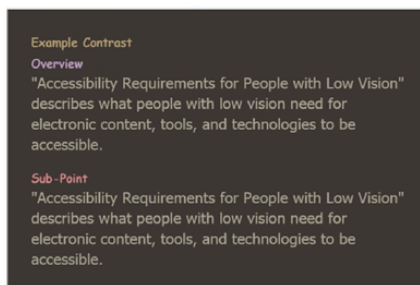 Example Contrast
Overview
"Accessibility Requirements for People with Low Vision"
describes what people with low vision need for
electronic content, tools, and technologies to be
accessible.
Sub-Point
"Accessibility Requirements for People with Low Vision"
describes what people with low vision need for
electronic content, tools, and technologies to be
accessible.